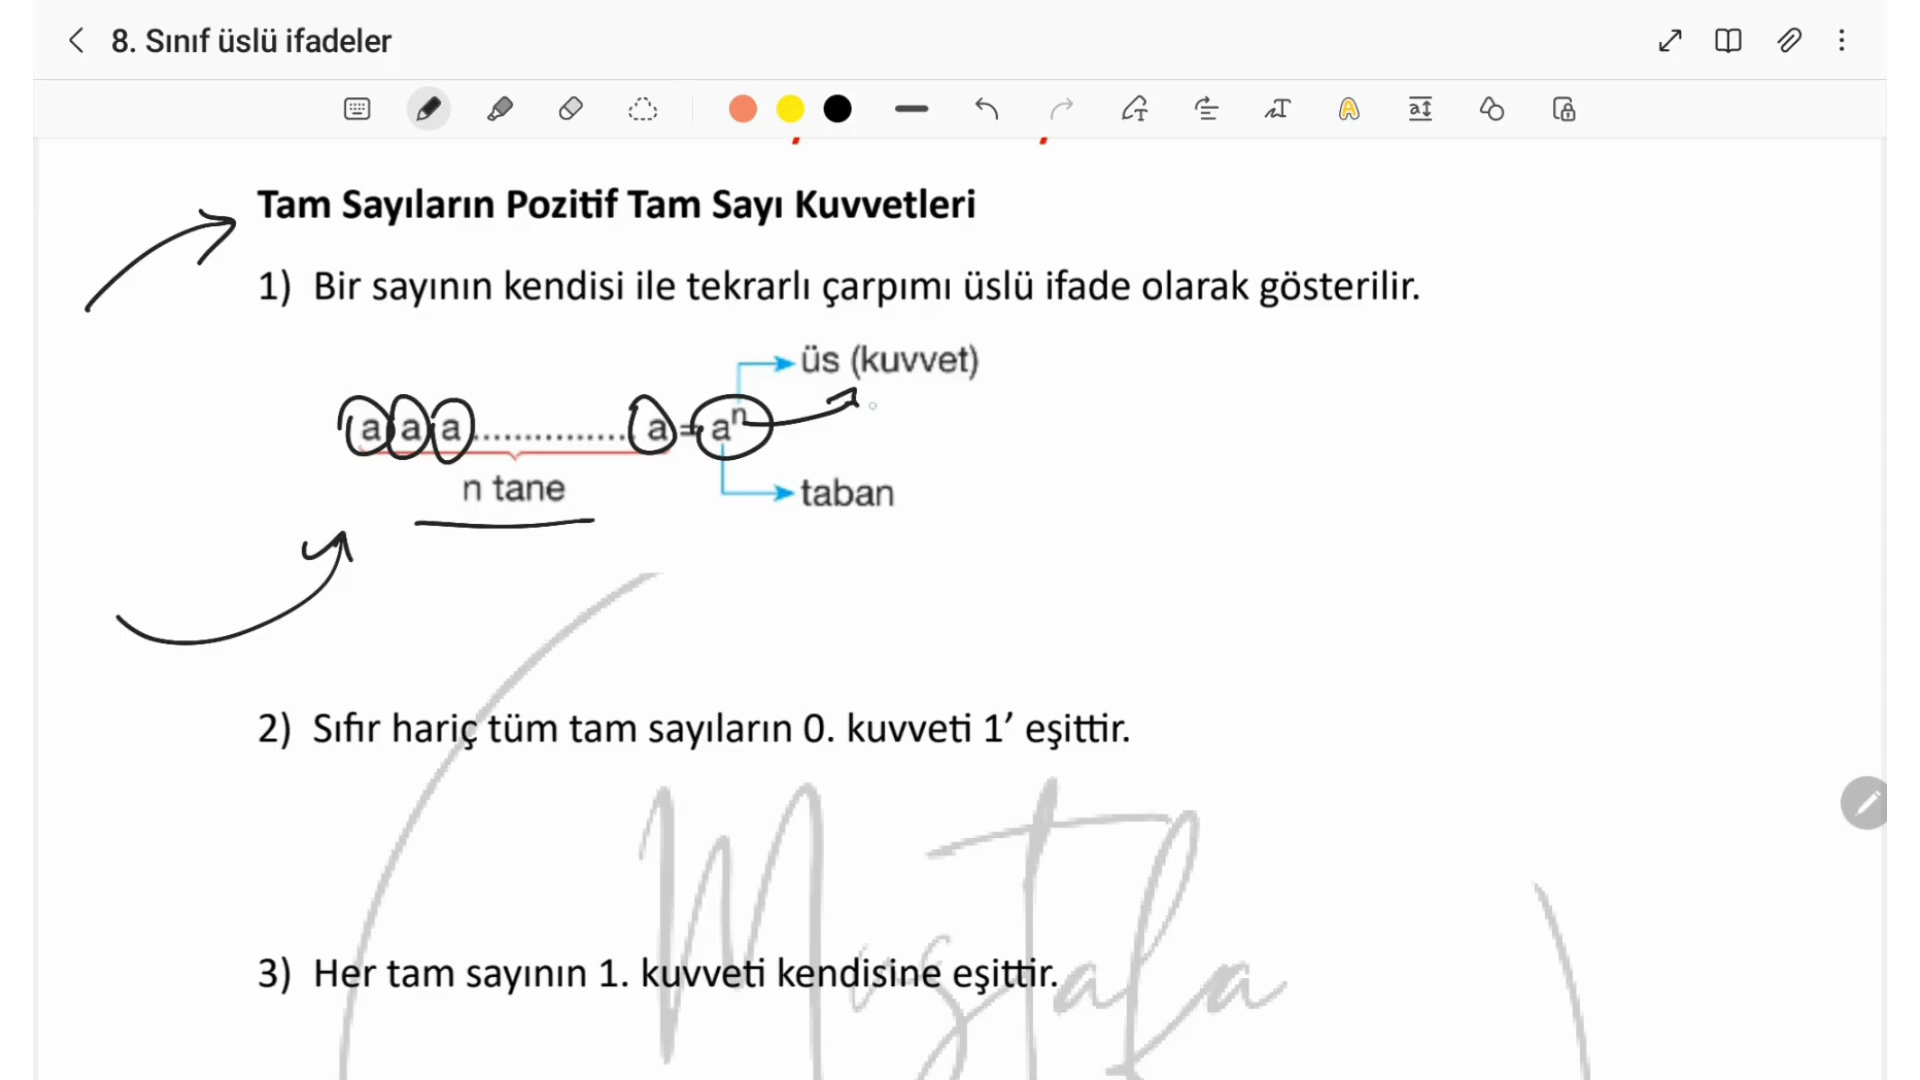 8. Sınıf üslü ifadeler
Tam Sayıların Pozitif Tam Sayı Kuvvetleri
1) Bir sayının kendisi ile tekrarlı çarpımı üslü ifade olarak gösterilir.
üs (kuvvet)
a a a ................ a = aⁿ
n tane
taban
2) Sıfır hariç tüm tam sayıların 0. kuvveti 1’ eşittir.
3) Her tam sayının 1. kuvveti kendisine eşittir.
Mustafa